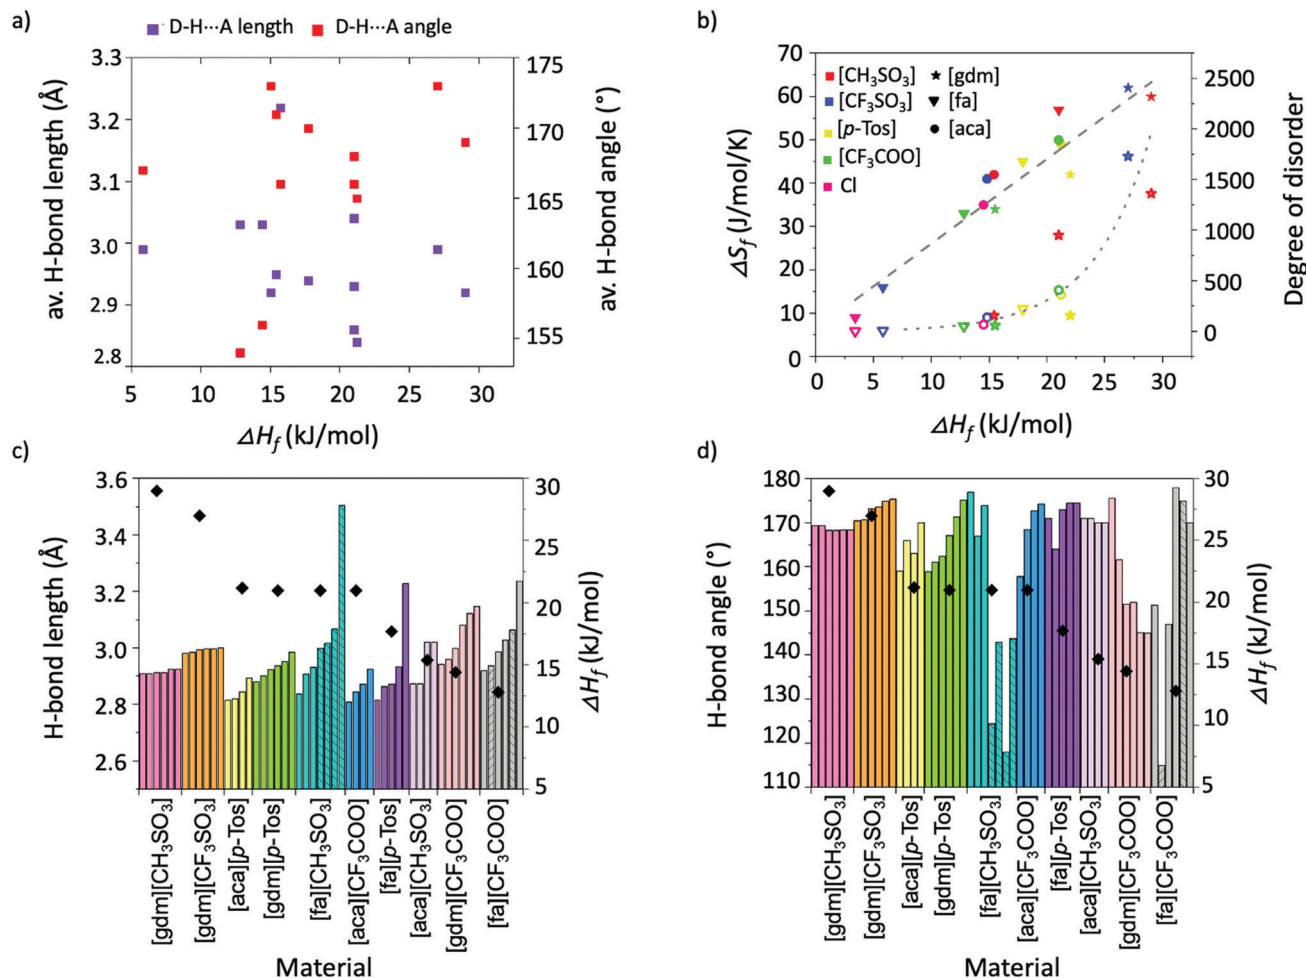 a)
D-H···A length
D-H···A angle
3.3
3.2
3.1
3.0
2.9
2.8
av. H-bond length (Å)
175
170
165
160
155
av. H-bond angle (°)
5 10 15 20 25 30
ΔH_f (kJ/mol)
b)
70
60
50
40
30
20
10
0
ΔS_f (J/mol/K)
[CH₃SO₃]
[CF₃SO₃]
[p-Tos]
[CF₃COO]
Cl
[gdm]
[fa]
[aca]
2500
2000
1500
1000
500
0
Degree of disorder
0 5 10 15 20 25 30
ΔH_f (kJ/mol)
c)
3.6
3.4
3.2
3.0
2.8
2.6
H-bond length (Å)
30
25
20
15
10
5
ΔH_f (kJ/mol)
[gdm][CH₃SO₃]
[gdm][CF₃SO₃]
[aca][p-Tos]
[gdm][p-Tos]
[fa][CH₃SO₃]
[aca][CF₃COO]
[fa][p-Tos]
[aca][CH₃SO₃]
[gdm][CF₃COO]
[fa][CF₃COO]
Material
d)
180
170
160
155
140
130
120
110
H-bond angle (°)
30
25
20
15
10
5
ΔH_f (kJ/mol)
[gdm][CH₃SO₃]
[gdm][CF₃SO₃]
[aca][p-Tos]
[gdm][p-Tos]
[fa][CH₃SO₃]
[aca][CF₃COO]
[fa][p-Tos]
[aca][CH₃SO₃]
[gdm][CF₃COO]
[fa][CF₃COO]
Material